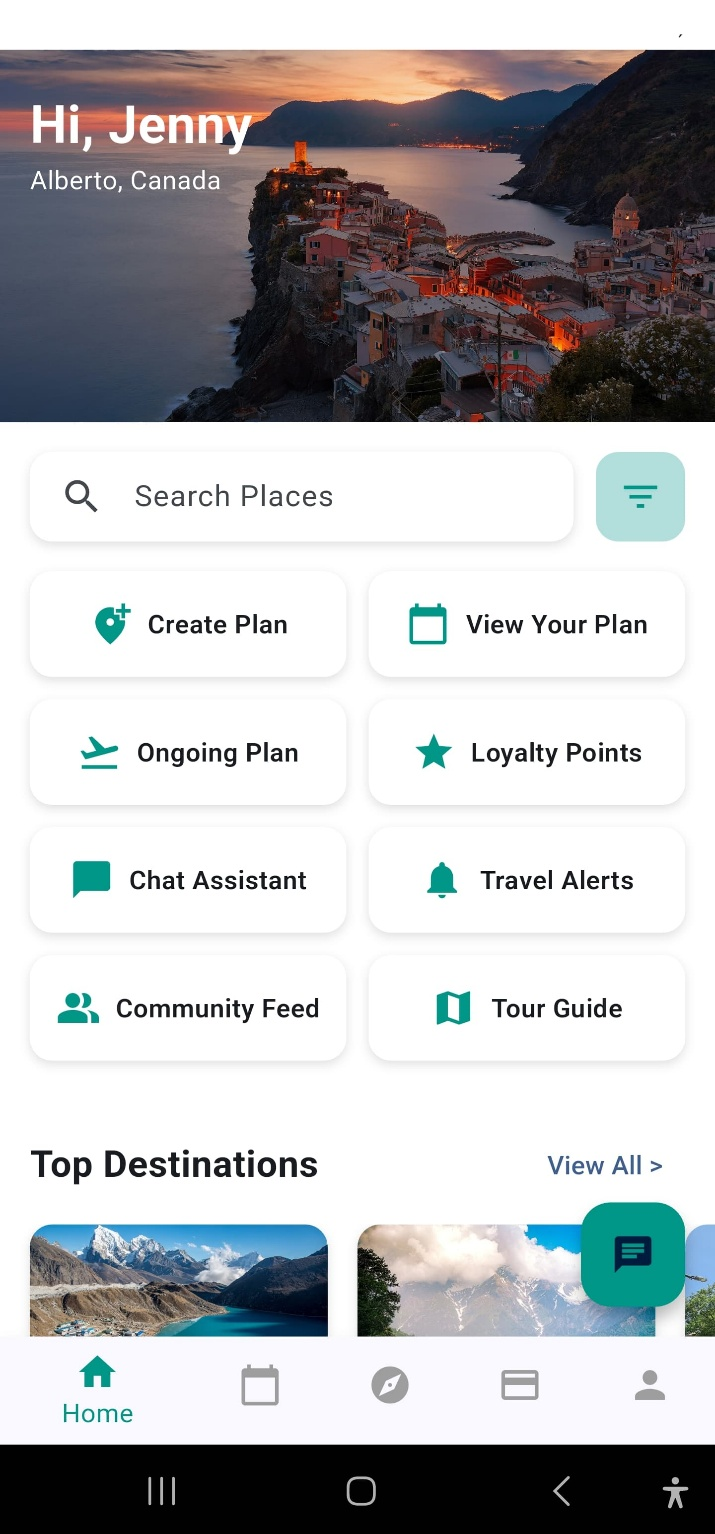 Hi, Jenny
Alberto, Canada
Search Places
Create Plan
View Your Plan
Ongoing Plan
Loyalty Points
Chat Assistant
Travel Alerts
Community Feed
Tour Guide
Top Destinations
View All >
Home